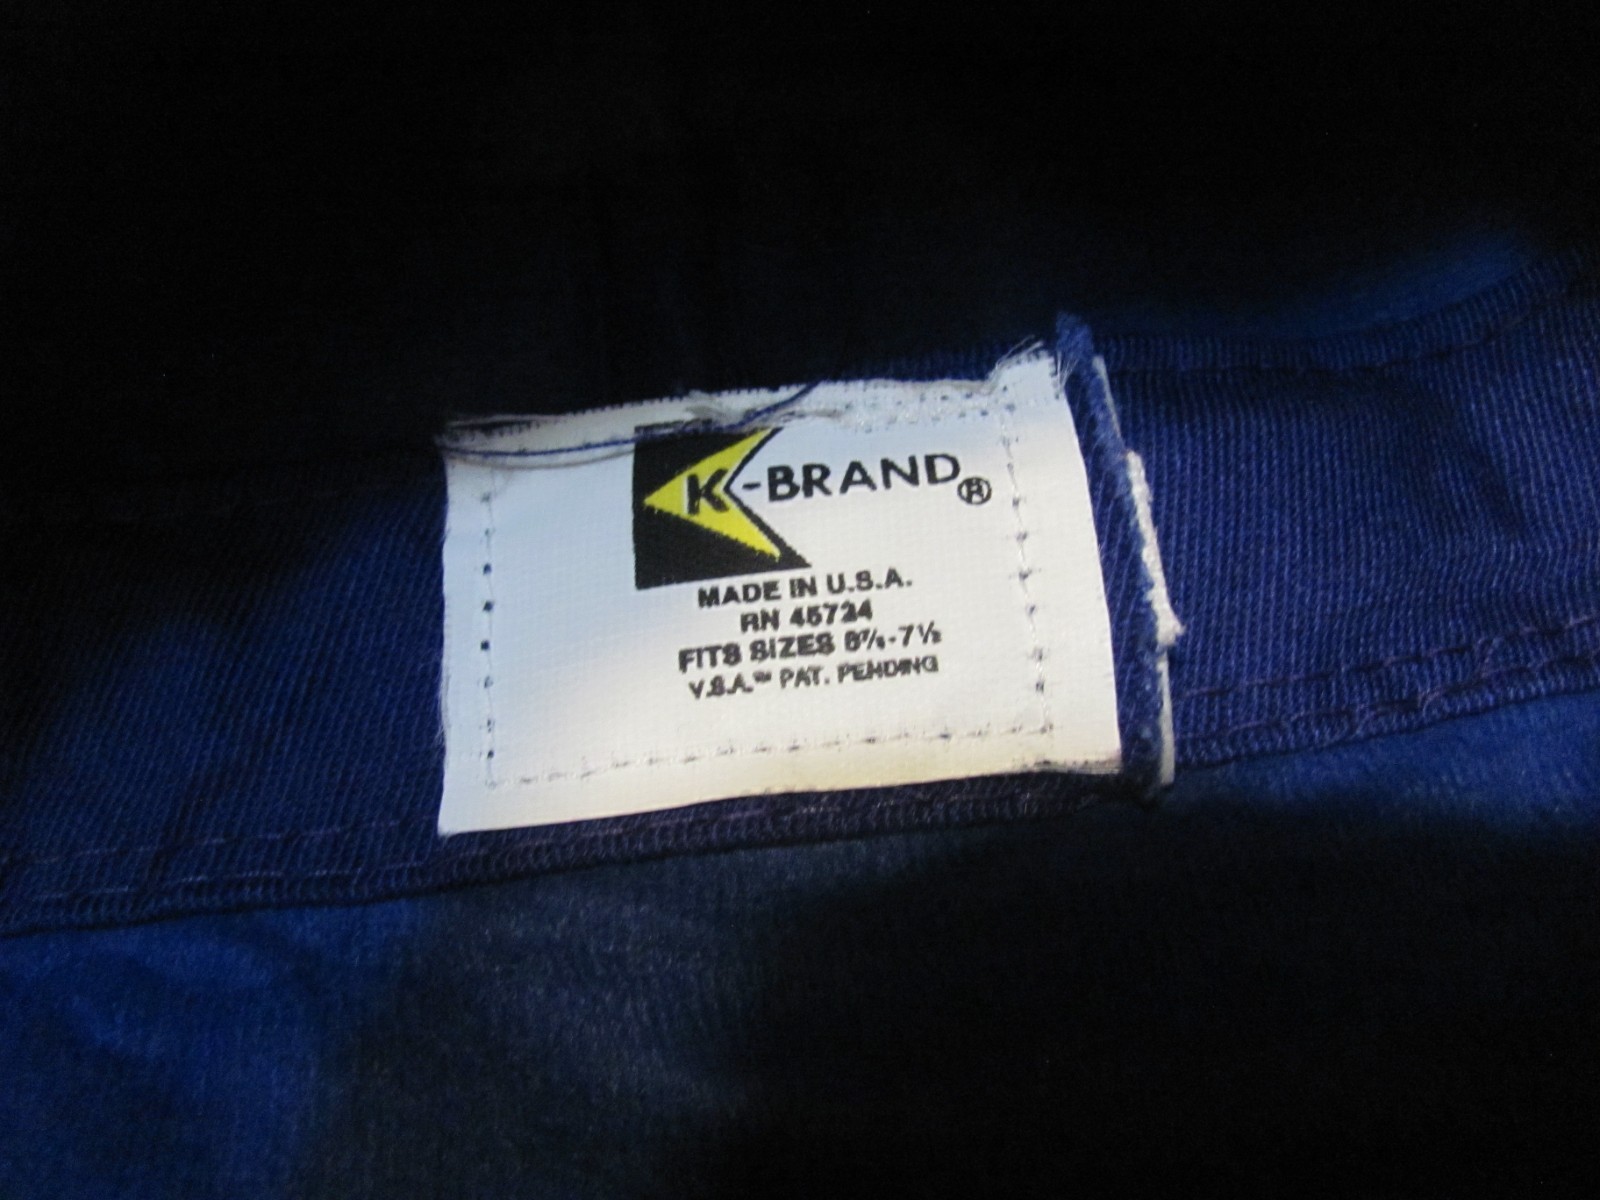 K-BRAND®
MADE IN U.S.A.
RN 45724
FITS SIZES 6⅞-7½
V.S.A.™ PAT. PENDING